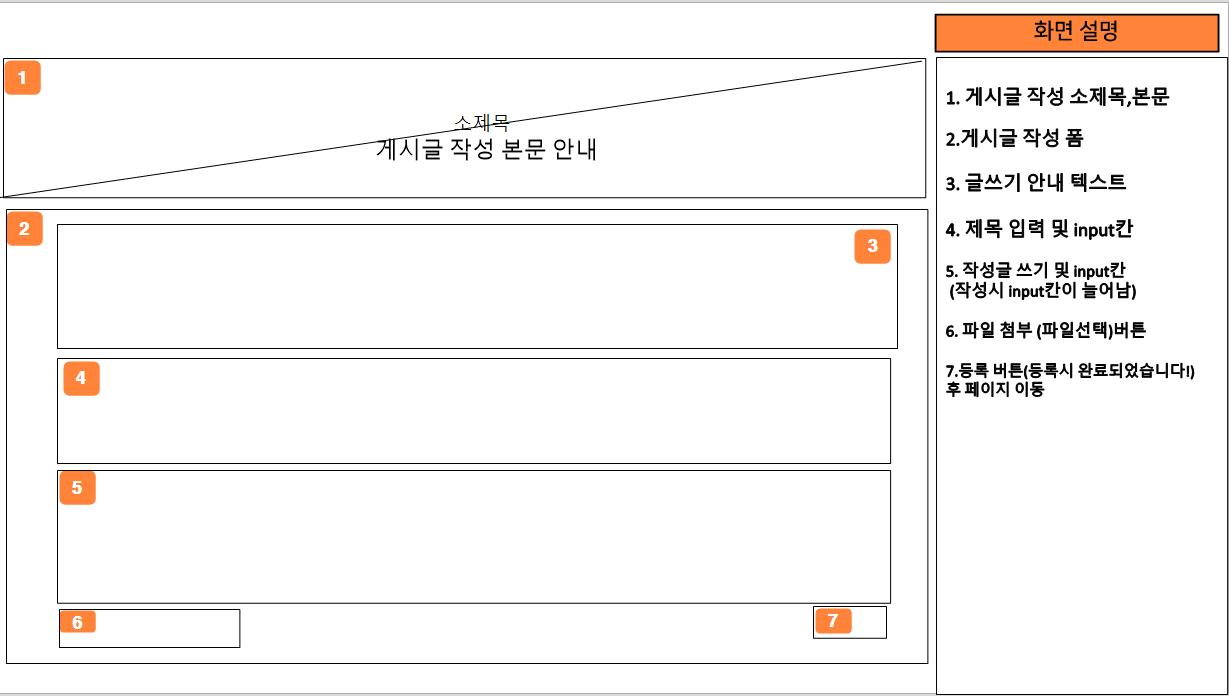 화면 설명
1
소제목
게시글 작성 본문 안내
2
3
4
5
6
7
1. 게시글 작성 소제목,본문
2.게시글 작성 폼
3. 글쓰기 안내 텍스트
4. 제목 입력 및 input칸
5. 작성글 쓰기 및 input칸
(작성시 input칸이 늘어남)
6. 파일 첨부 (파일선택)버튼
7.등록 버튼(등록시 완료되었습니다!)
후 페이지 이동